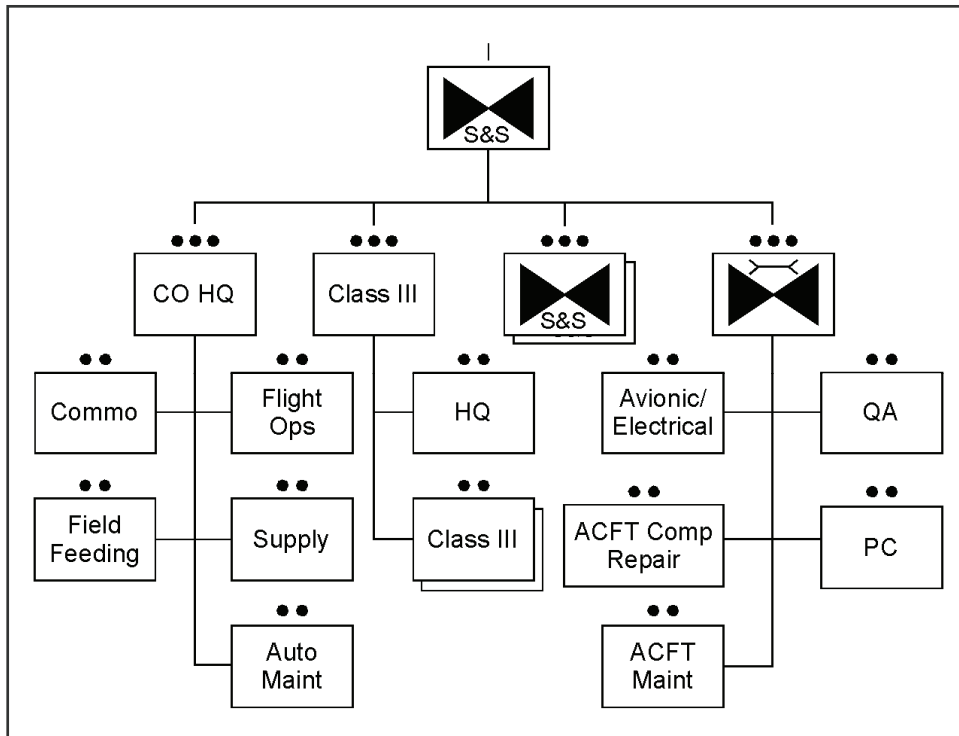 S&S
CO HQ
Class III
S&S
Commo
Flight
Ops
HQ
Avionic/
Electrical
QA
Field
Feeding
Supply
Class III
ACFT Comp
Repair
PC
Auto
Maint
ACFT
Maint